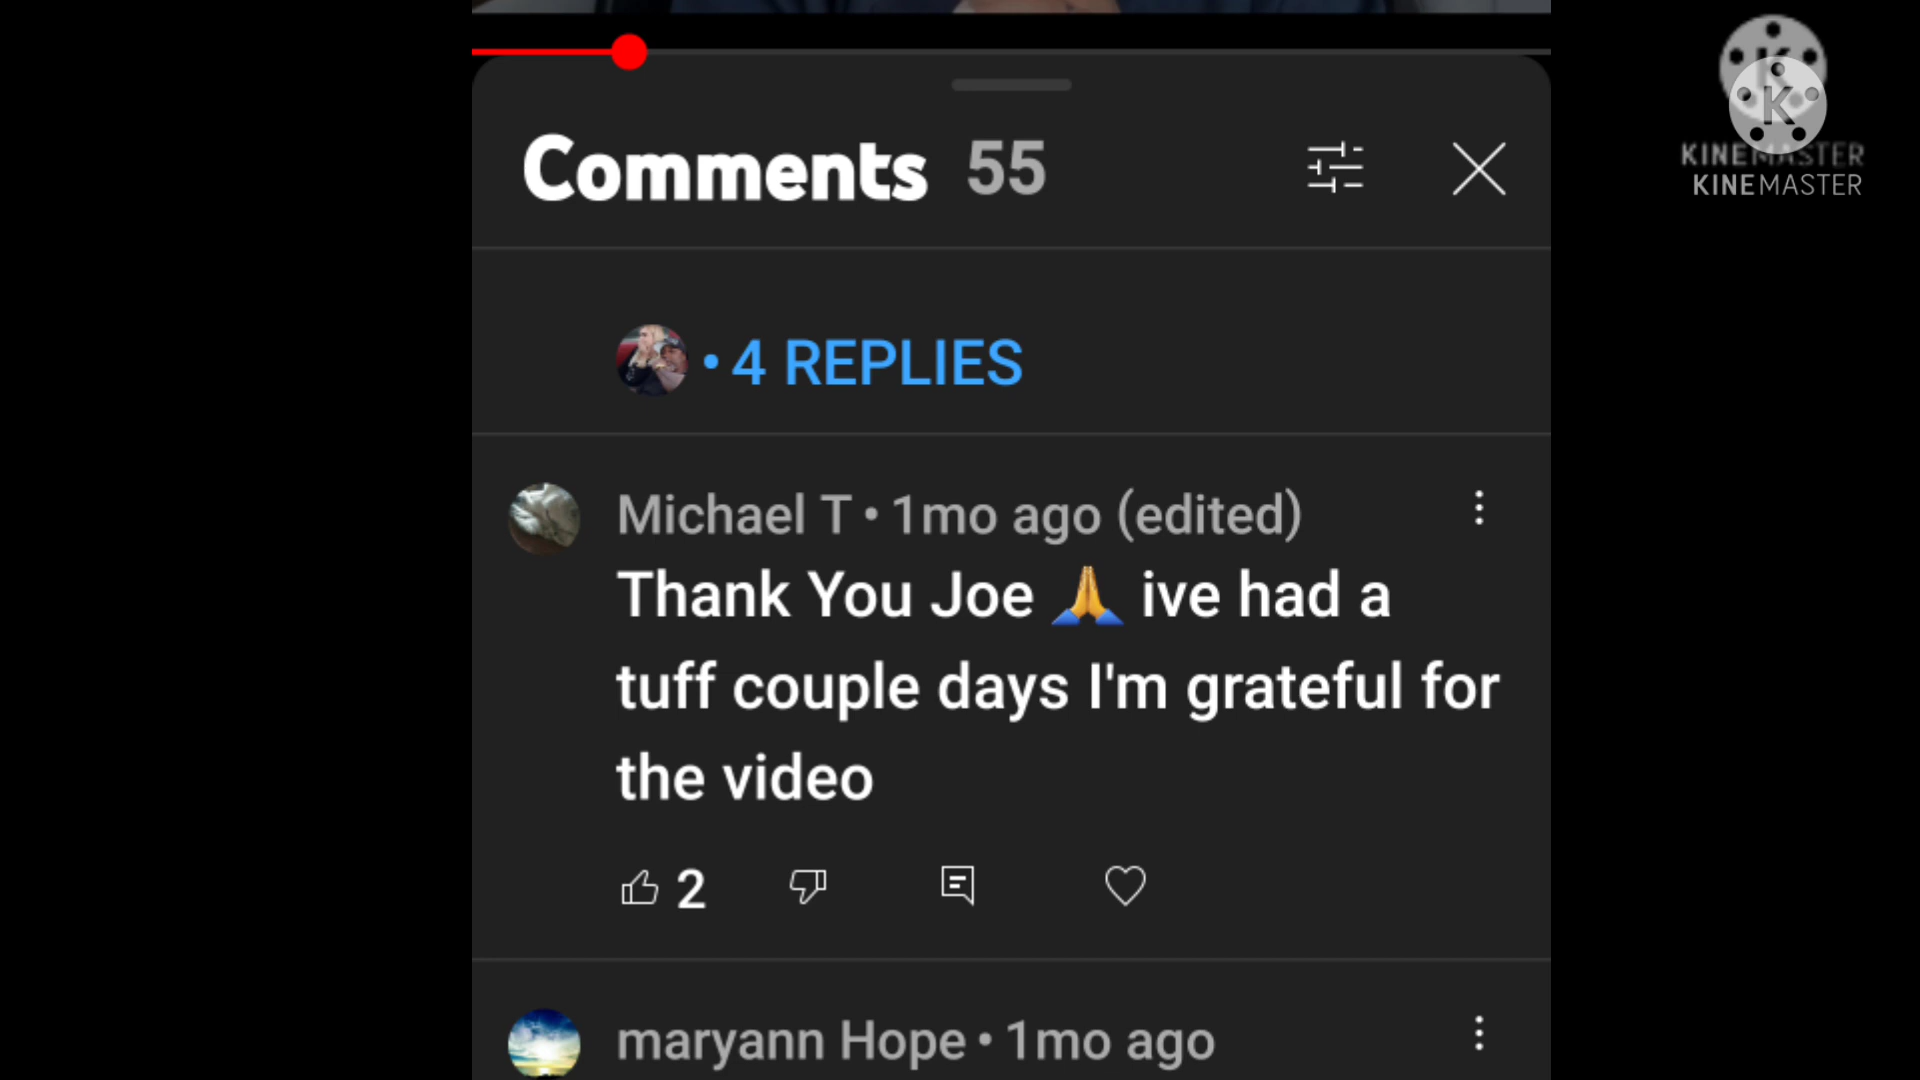 Comments 55
KINEMASTER
KINEMASTER
• 4 REPLIES
Michael T • 1mo ago (edited)
Thank You Joe 🙏 ive had a
tuff couple days I'm grateful for
the video
2
maryann Hope • 1mo ago